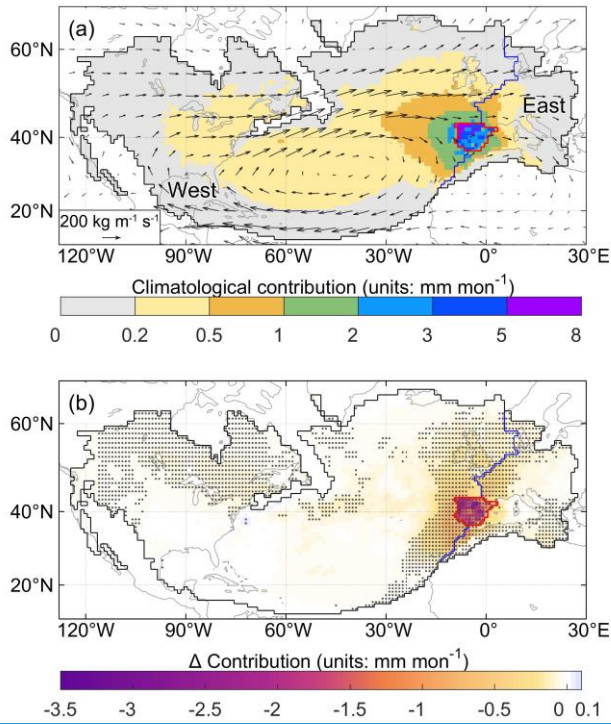 (a)
60°N
40°N
20°N
East
West
200 kg m⁻¹ s⁻¹
120°W 90°W 60°W 30°W 0° 30°E
Climatological contribution (units: mm mon⁻¹)
0 0.2 0.5 1 2 3 5 8
(b)
60°N
40°N
20°N
120°W 90°W 60°W 30°W 0° 30°E
Δ Contribution (units: mm mon⁻¹)
-3.5 -3 -2.5 -2 -1.5 -1 -0.5 0 0.1